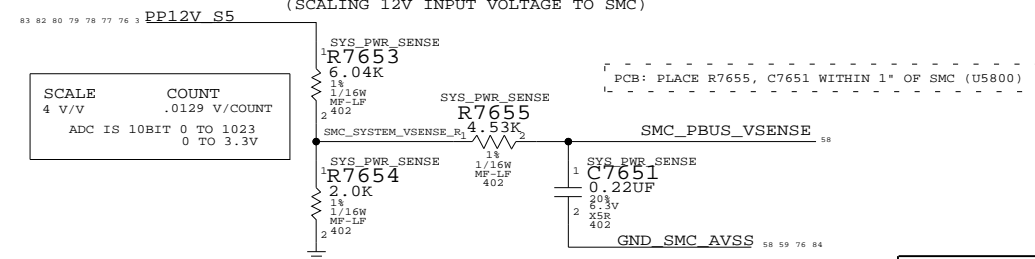 (SCALING 12V INPUT VOLTAGE TO SMC)
83 82 80 79 78 77 76 3 PP12V_S5
SYS_PWR_SENSE
1 R7653
6.04K
1%
1/16W
MF-LF
2 402
PCB: PLACE R7655, C7651 WITHIN 1" OF SMC (U5800)
SCALE COUNT
4 V/V .0129 V/COUNT
ADC IS 10BIT 0 TO 1023
0 TO 3.3V
SYS_PWR_SENSE
R7655
SMC_SYSTEM_VSENSE_R 1 4.53K 2
1%
1/16W
MF-LF
402
SMC_PBUS_VSENSE 58
SYS_PWR_SENSE
1 R7654
2.0K
1%
1/16W
MF-LF
2 402
SYS_PWR_SENSE
1 C7651
0.22UF
20%
6.3V
2 X5R
402
GND_SMC_AVSS 58 59 76 84